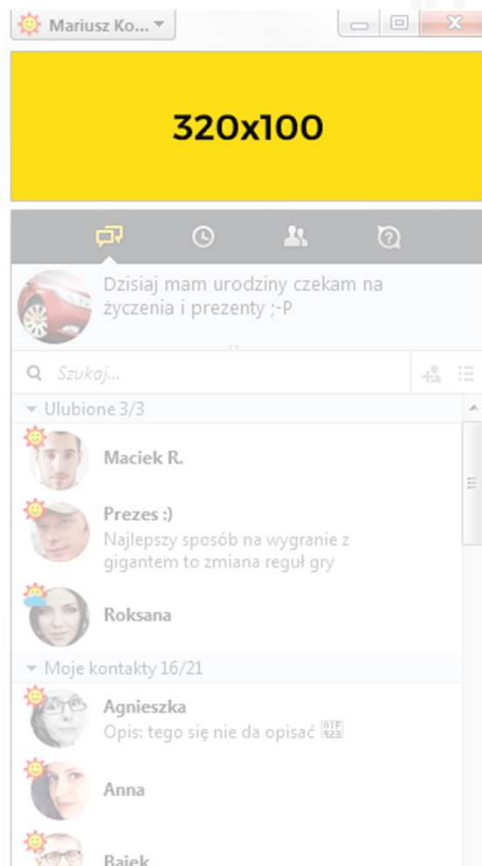 Mariusz Ko...
320x100
Dzisiaj mam urodziny czekam na
życzenia i prezenty ;-P
Szukaj...
Ulubione 3/3
Maciek R.
Prezes :)
Najlepszy sposób na wygranie z
gigantem to zmiana reguł gry
Roksana
Moje kontakty 16/21
Agnieszka
Opis: tego się nie da opisać
Anna
Bajek